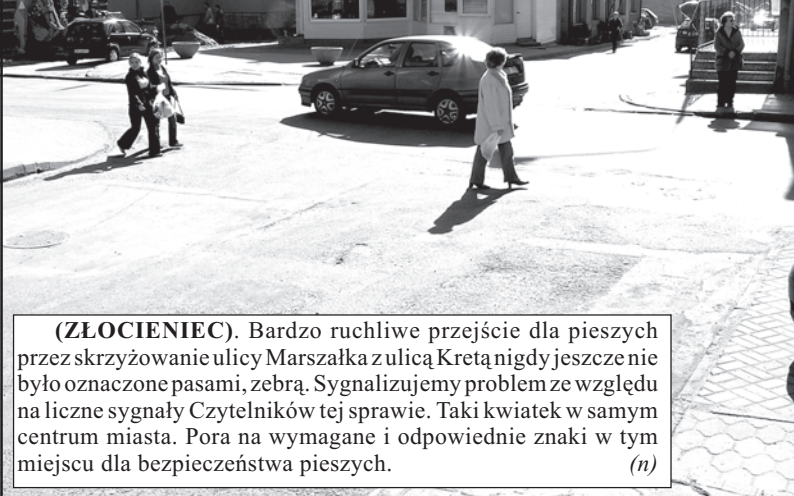 (ZŁOCIENIEC). Bardzo ruchliwe przejście dla pieszych
przez skrzyżowanie ulicy Marszałka z ulicą Kretą nigdy jeszcze nie
było oznaczone pasami, zebrą. Sygnalizujemy problem ze względu
na liczne sygnały Czytelników tej sprawie. Taki kwiatek w samym
centrum miasta. Pora na wymagane i odpowiednie znaki w tym
miejscu dla bezpieczeństwa pieszych. (n)